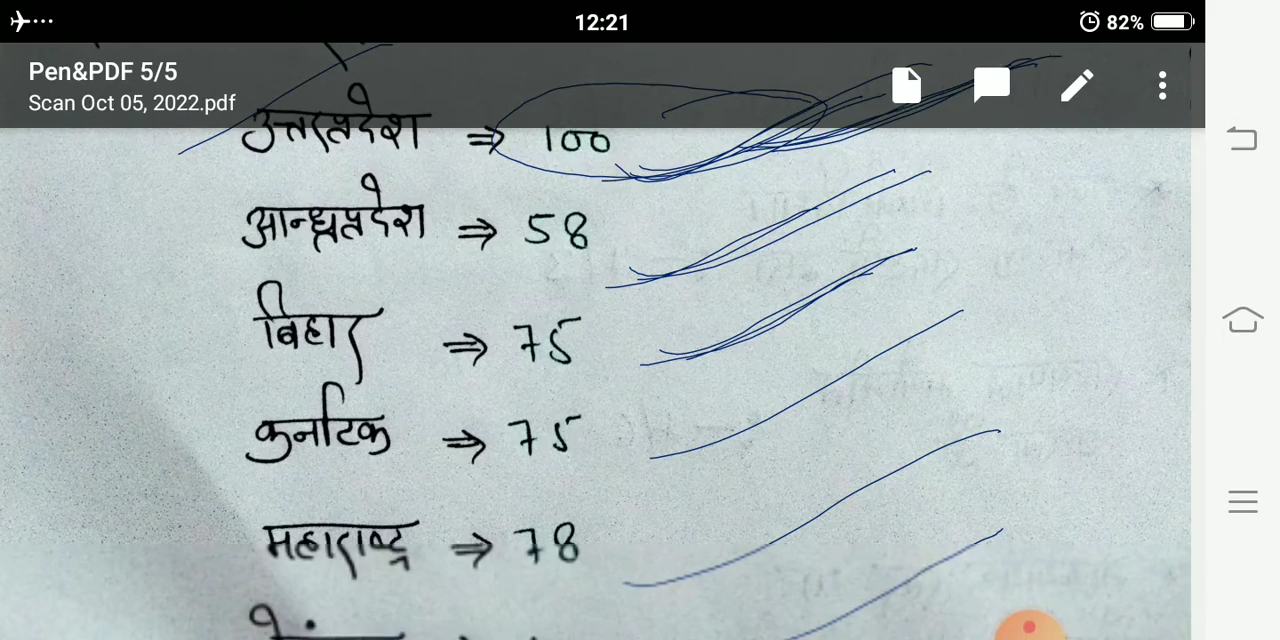 12:21
82%
Pen&PDF 5/5
Scan Oct 05, 2022.pdf
उत्तरप्रदेश ⇒ 100
आन्ध्रप्रदेश ⇒ 58
बिहार ⇒ 75
कर्नाटक ⇒ 75
महाराष्ट्र ⇒ 78